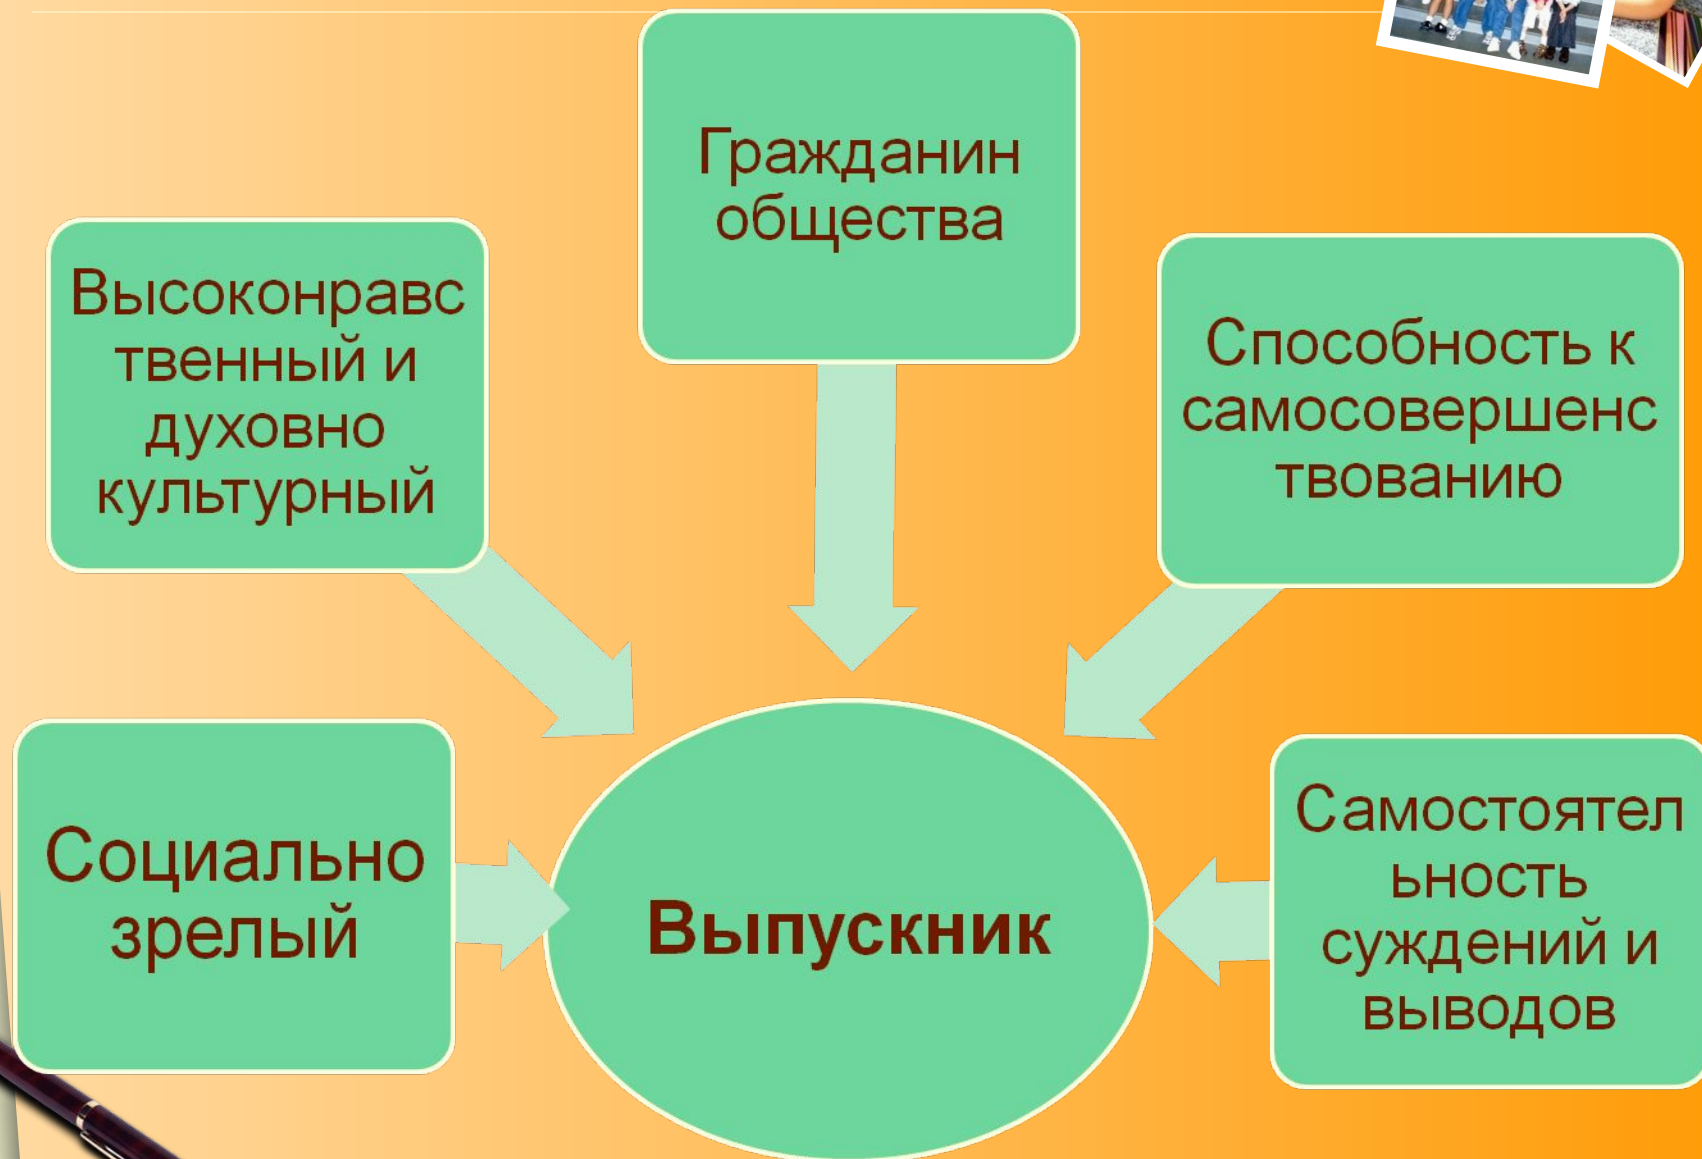 Гражданин
общества
Высоконравс
твенный и
духовно
культурный
Способность к
самосовершенс
твованию
Социально
зрелый
Выпускник
Самостоятел
ьность
суждений и
выводов